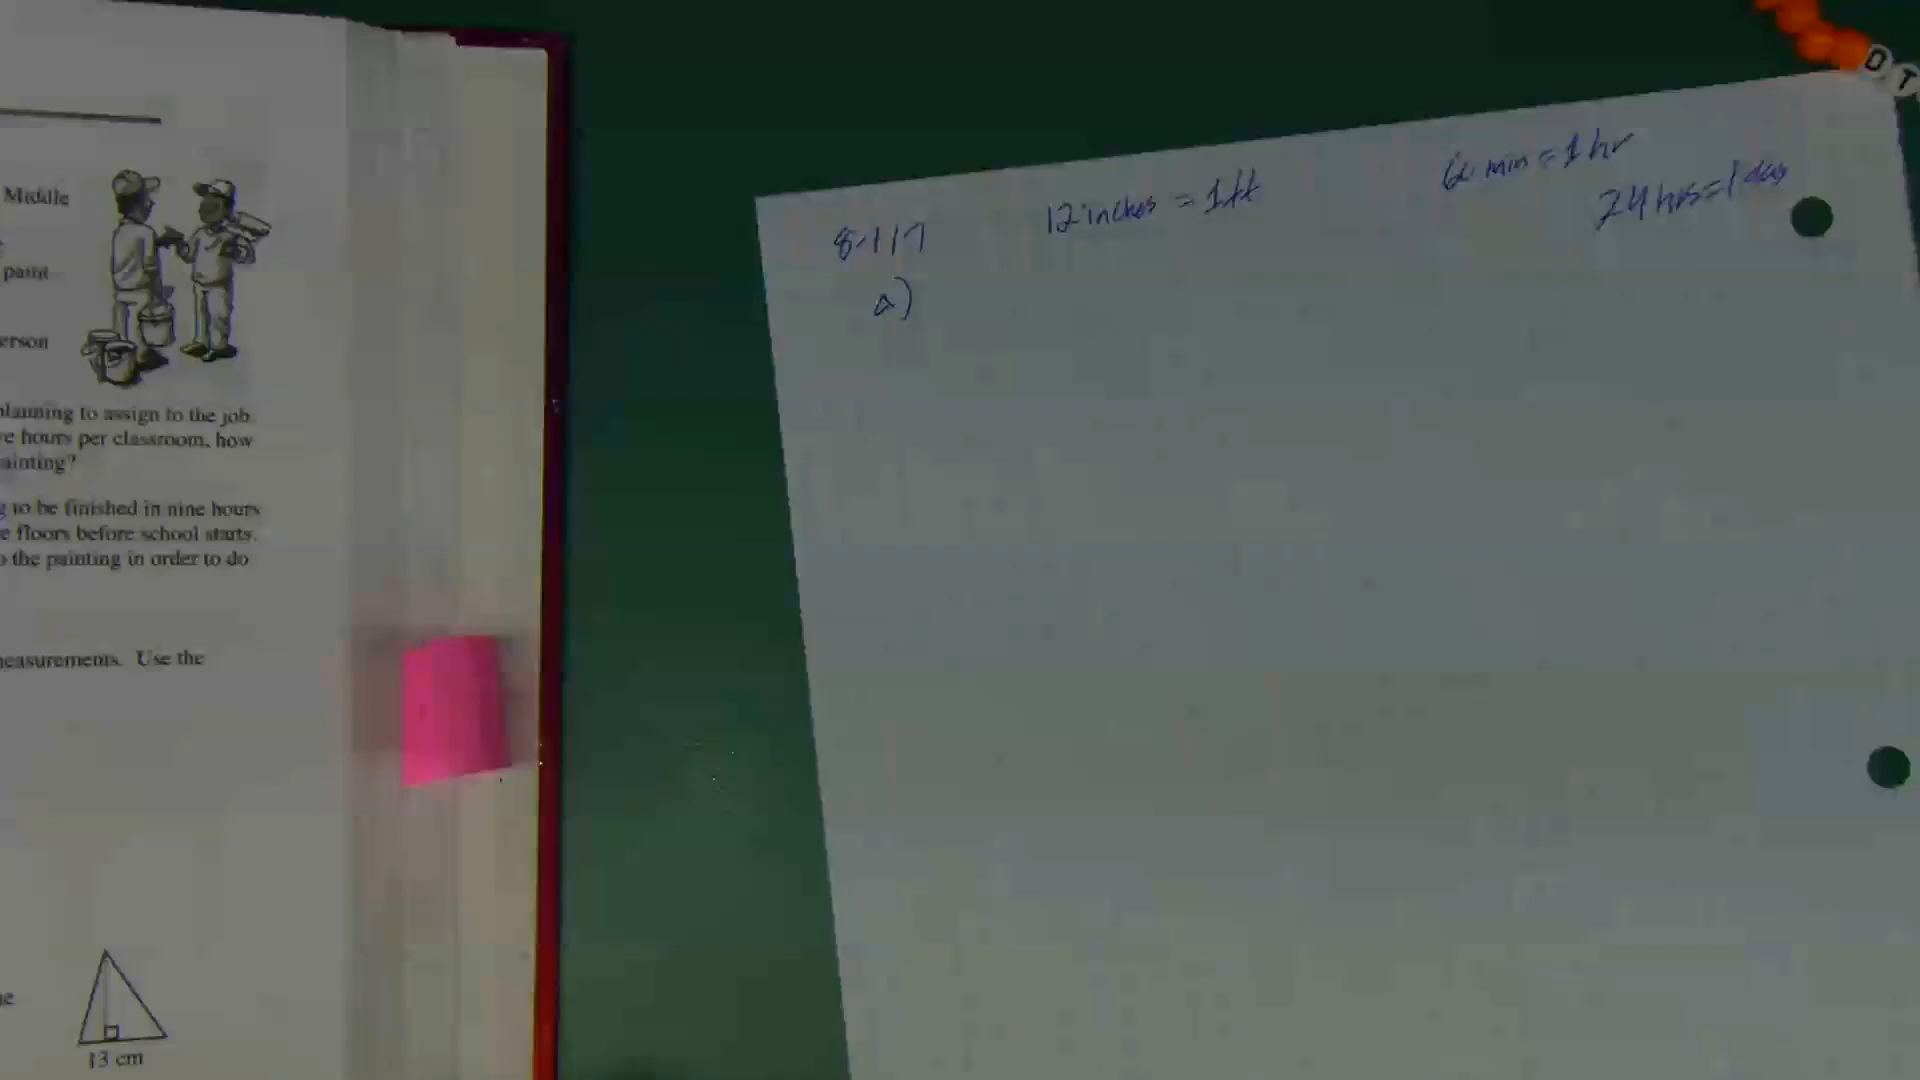 Middle
paint
erson
planning to assign to the job.
e hours per classroom, how
ainting?
g to be finished in nine hours
e floors before school starts.
o the painting in order to do
neasurements. Use the
13 cm
8-117
12 inches = 1 ft
60 min = 1 hr
24 hrs = 1 day
a)
D T